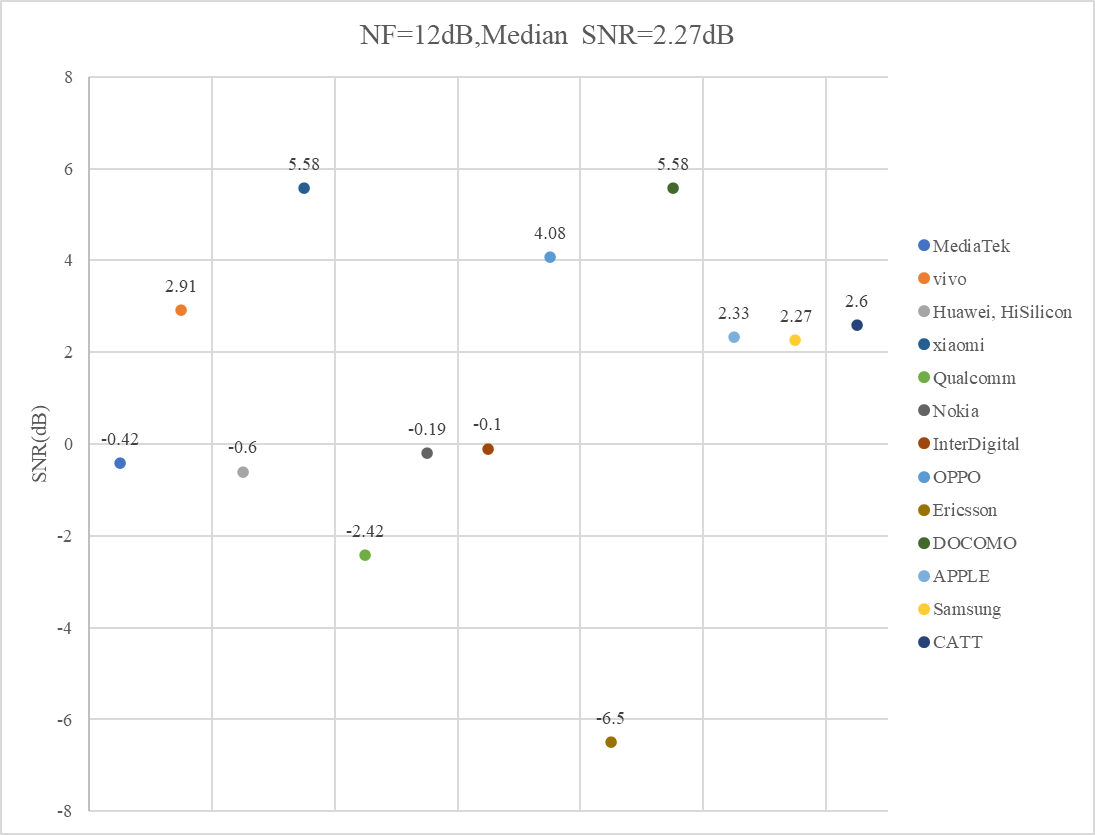 NF=12dB,Median SNR=2.27dB
8
6
4
2
0
-2
-4
-6
-8
SNR(dB)
-0.42
2.91
-0.6
5.58
-2.42
-0.19
-0.1
4.08
-6.5
5.58
2.33
2.27
2.6
MediaTek
vivo
Huawei, HiSilicon
xiaomi
Qualcomm
Nokia
InterDigital
OPPO
Ericsson
DOCOMO
APPLE
Samsung
CATT